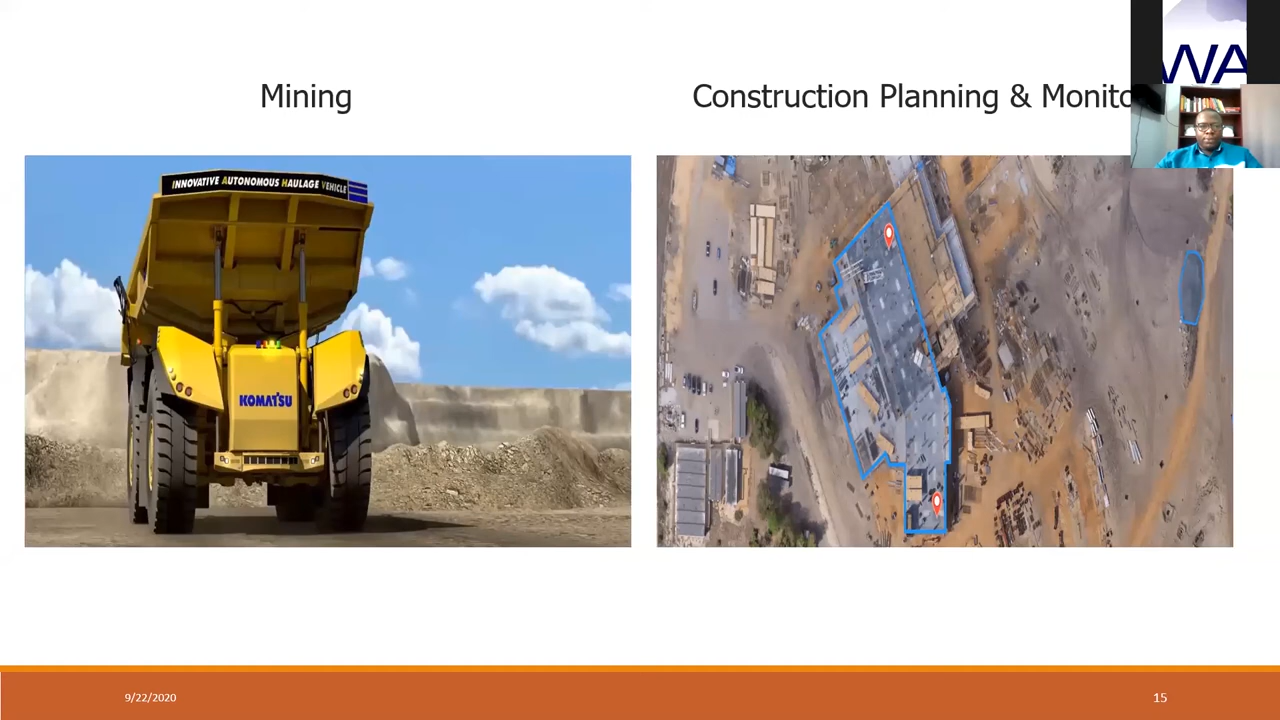 WA
Mining
Construction Planning & Monito
INNOVATIVE AUTONOMOUS HAULAGE VEHICLE
KOMATSU
9/22/2020
15